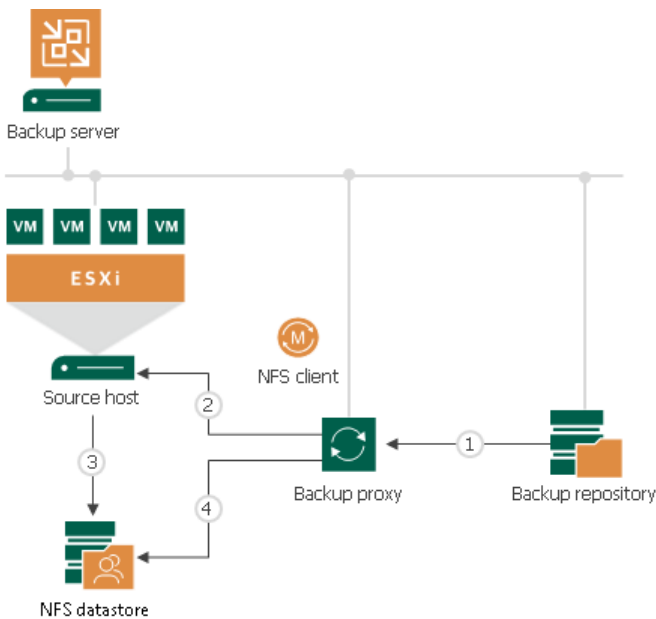 Backup server
VM VM VM VM
ESXi
M
NFS client
Source host
2
1
3
Backup proxy
Backup repository
4
NFS datastore